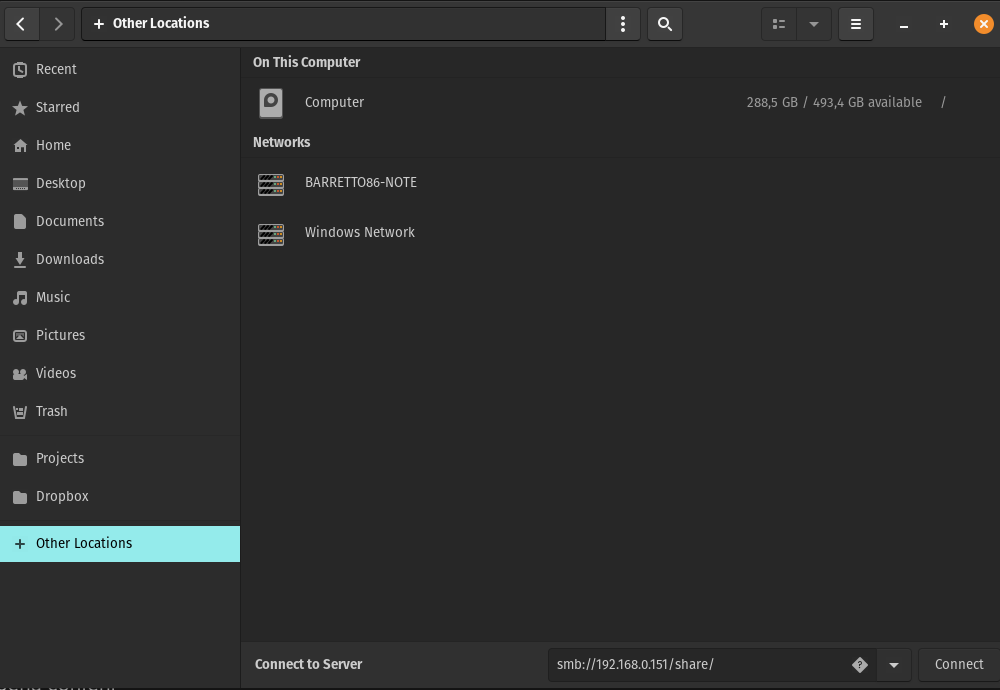 Other Locations
Recent
Starred
Home
Desktop
Documents
Downloads
Music
Pictures
Videos
Trash
Projects
Dropbox
Other Locations
On This Computer
Computer 288,5 GB / 493,4 GB available /
Networks
BARRETTO86-NOTE
Windows Network
Connect to Server smb://192.168.0.151/share/ Connect